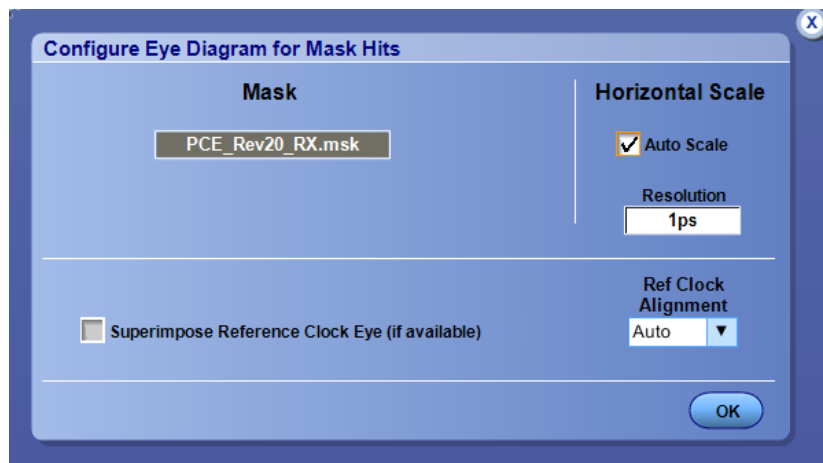 X
Configure Eye Diagram for Mask Hits
Mask
PCE_Rev20_RX.msk
Horizontal Scale
Auto Scale
Resolution
1ps
Superimpose Reference Clock Eye (if available)
Ref Clock
Alignment
Auto
OK